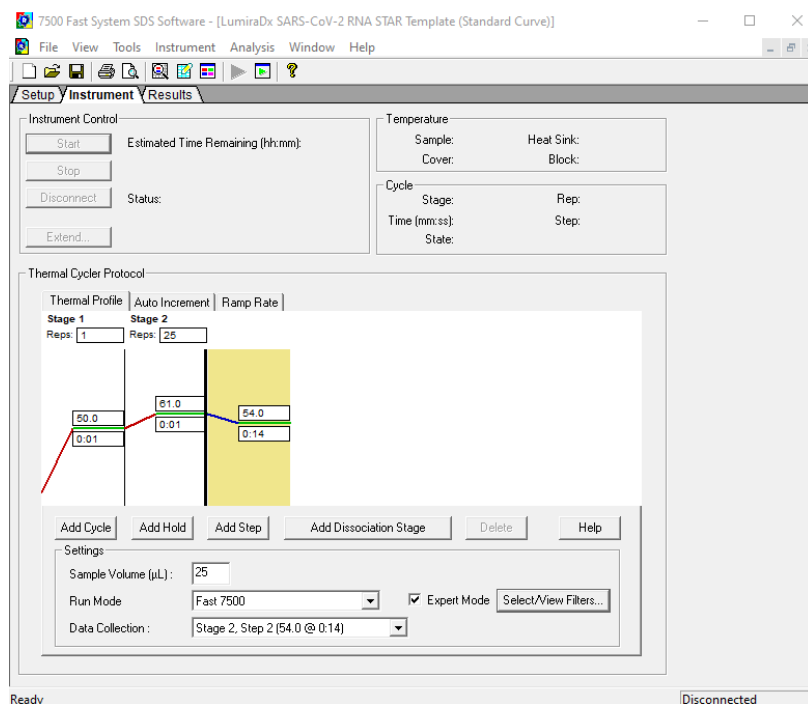 7500 Fast System SDS Software - [LumiraDx SARS-CoV-2 RNA STAR Template (Standard Curve)]
File View Tools Instrument Analysis Window Help
Setup Instrument Results
Instrument Control
Start Estimated Time Remaining (hh:mm):
Stop
Disconnect Status:
Extend...
Temperature
Sample: Heat Sink:
Cover: Block:
Cycle
Stage: Rep:
Time (mm:ss): Step:
State:
Thermal Cycler Protocol
Thermal Profile Auto Increment Ramp Rate
Stage 1 Stage 2
Reps: 1 Reps: 25
50.0 61.0 54.0
0:01 0:01 0:14
Add Cycle Add Hold Add Step Add Dissociation Stage Delete Help
Settings
Sample Volume (µL) : 25
Run Mode Fast 7500 Expert Mode Select/View Filters...
Data Collection : Stage 2, Step 2 (54.0 @ 0:14)
Ready Disconnected